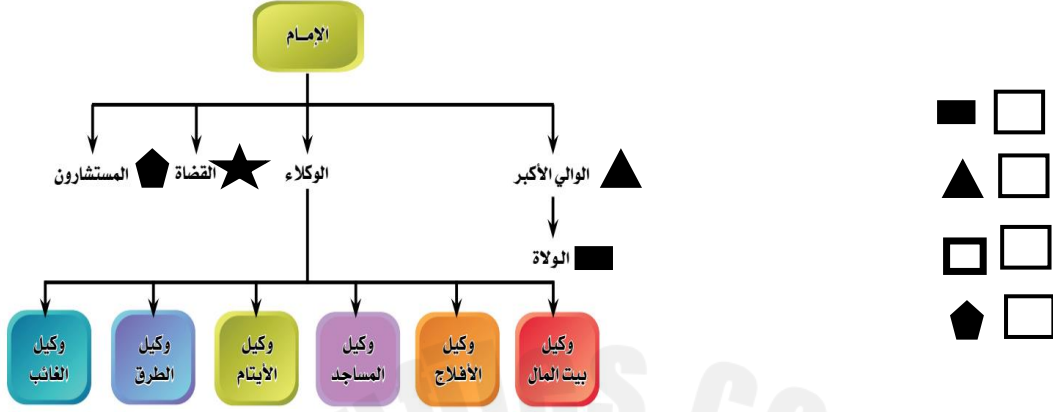 الإمام
الوالي الأكبر
الوكلاء
القضاة
المستشارون
الولاة
وكيل
بيت المال
وكيل
الأفلاج
وكيل
المساجد
وكيل
الأيتام
وكيل
الطرق
وكيل
الغائب